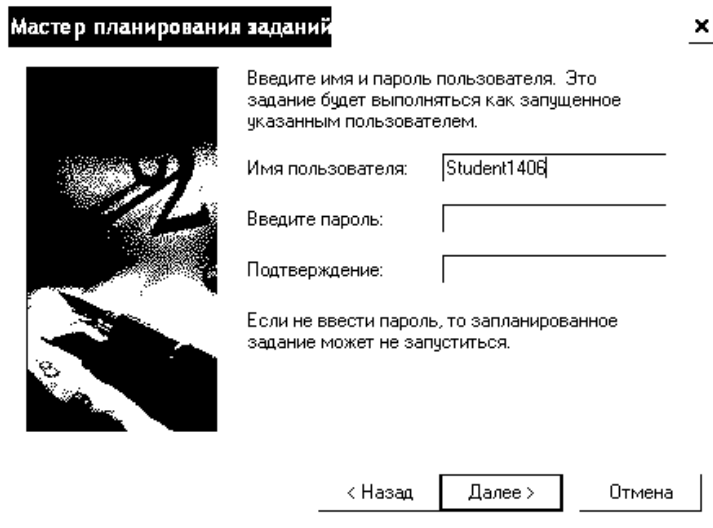 Мастер планирования заданий
Введите имя и пароль пользователя. Это
задание будет выполняться как запущенное
указанным пользователем.
Имя пользователя: Student1406
Введите пароль:
Подтверждение:
Если не ввести пароль, то запланированное
задание может не запуститься.
< Назад Далее > Отмена